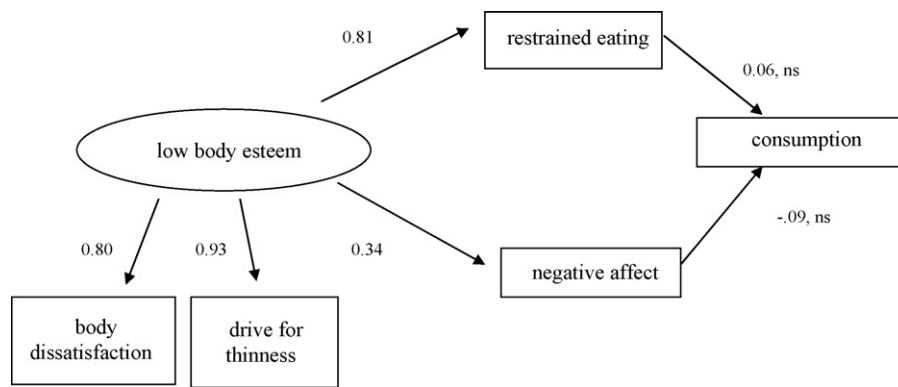 0.81
restrained eating
0.06, ns
consumption
low body esteem
-.09, ns
0.80
0.93
0.34
negative affect
body
dissatisfaction
drive for
thinness